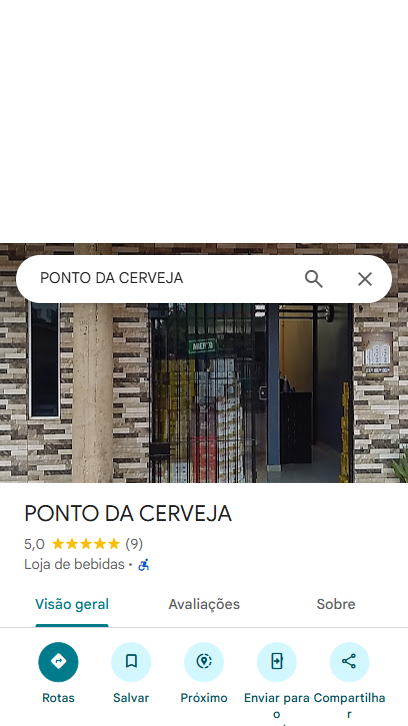 PONTO DA CERVEJA
ABERTO
PONTO DA CERVEJA
5,0 (9)
Loja de bebidas •
Visão geral Avaliações Sobre
Rotas Salvar Próximo Enviar para o Compartilhar